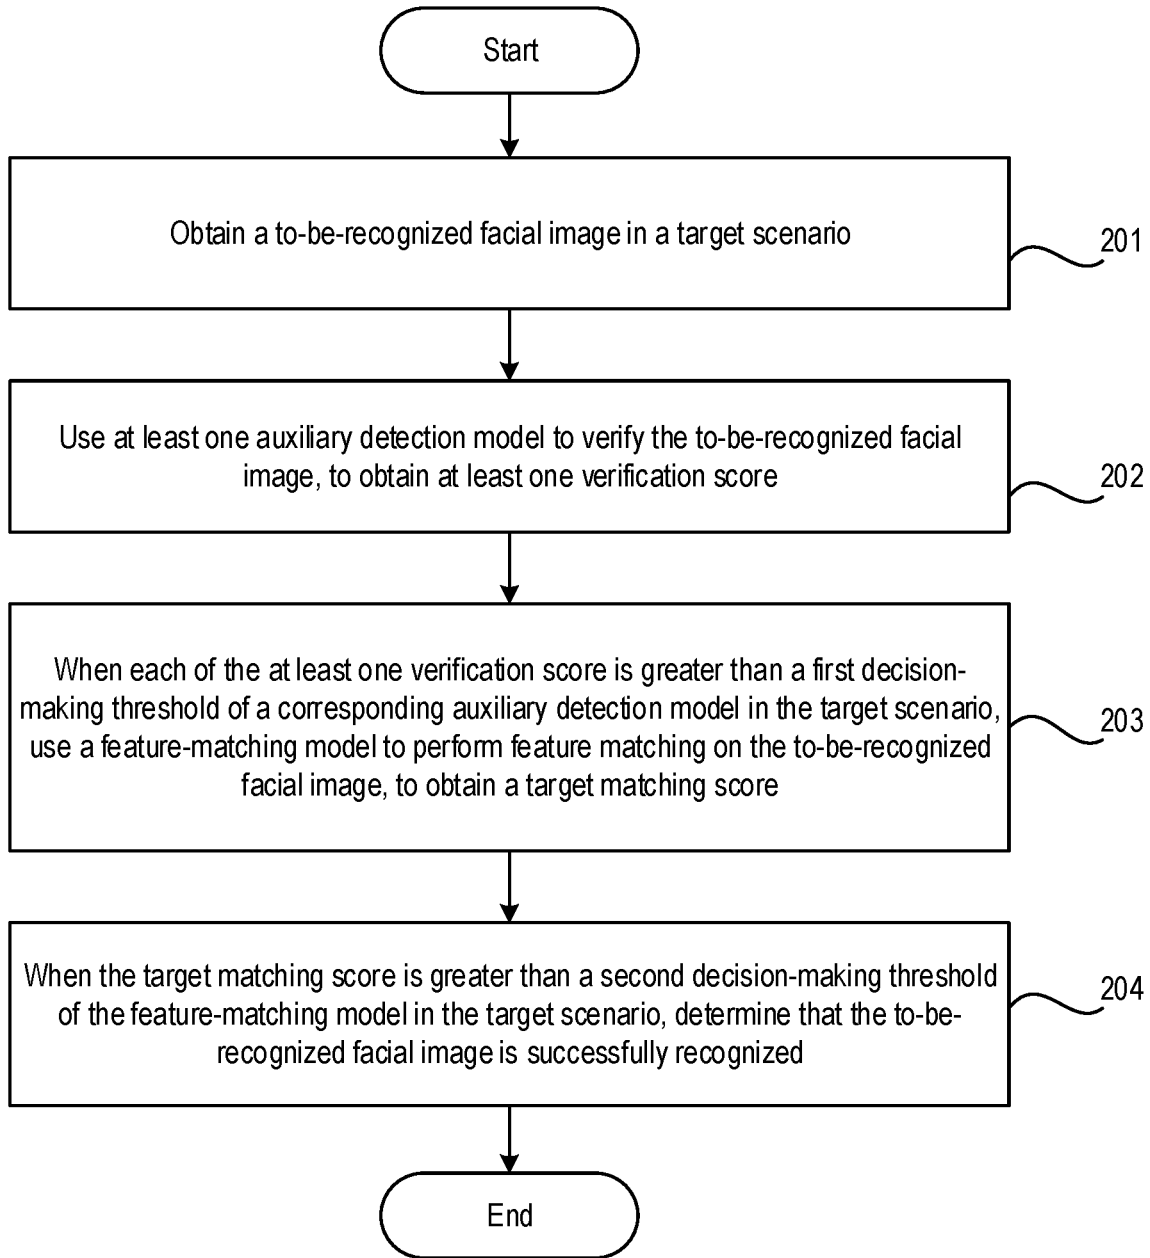 Start
Obtain a to-be-recognized facial image in a target scenario
201
Use at least one auxiliary detection model to verify the to-be-recognized facial
image, to obtain at least one verification score
202
When each of the at least one verification score is greater than a first decision-
making threshold of a corresponding auxiliary detection model in the target scenario,
use a feature-matching model to perform feature matching on the to-be-recognized
facial image, to obtain a target matching score
203
When the target matching score is greater than a second decision-making threshold
of the feature-matching model in the target scenario, determine that the to-be-
recognized facial image is successfully recognized
204
End